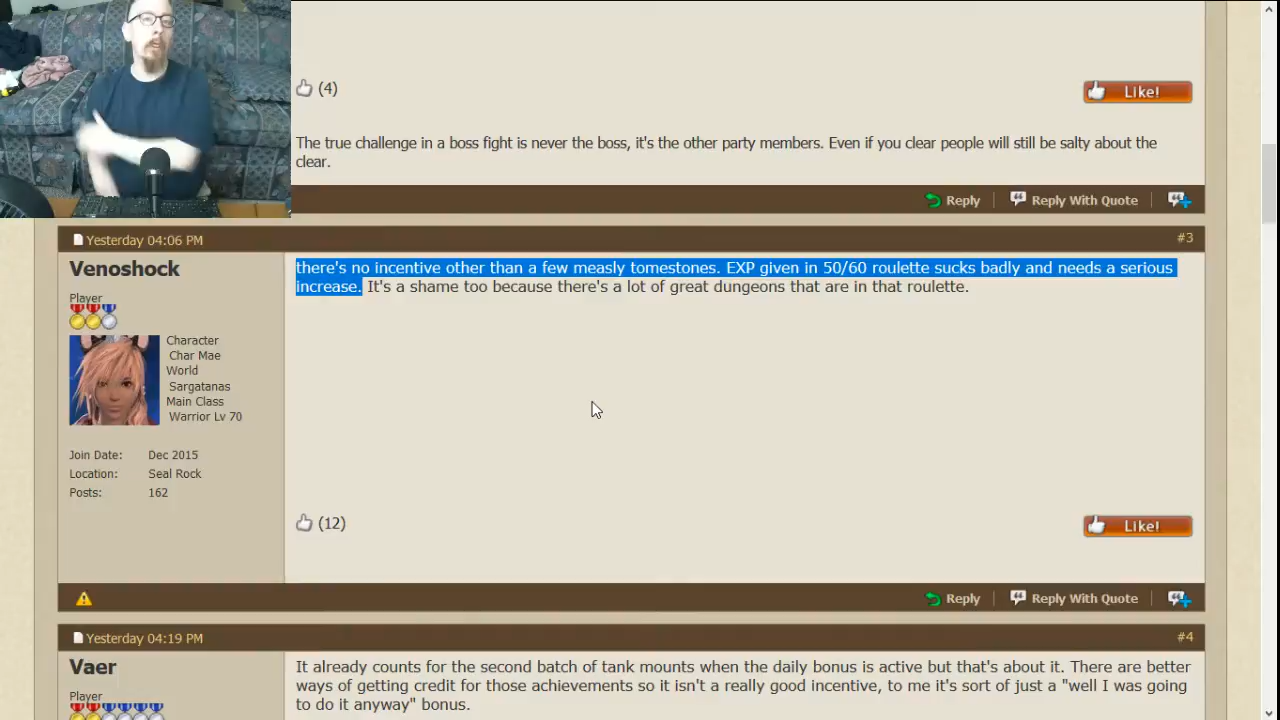 (4)
Like!
The true challenge in a boss fight is never the boss, it's the other party members. Even if you clear people will still be salty about the
clear.
Reply
Reply With Quote
Yesterday 04:06 PM
#3
Venoshock
Player
Character
Char Mae
World
Sargatanas
Main Class
Warrior Lv 70
Join Date: Dec 2015
Location: Seal Rock
Posts: 162
there's no incentive other than a few measly tomestones. EXP given in 50/60 roulette sucks badly and needs a serious
increase. It's a shame too because there's a lot of great dungeons that are in that roulette.
(12)
Like!
Reply
Reply With Quote
Yesterday 04:19 PM
#4
Vaer
Player
It already counts for the second batch of tank mounts when the daily bonus is active but that's about it. There are better
ways of getting credit for those achievements so it isn't a really good incentive, to me it's sort of just a "well I was going
to do it anyway" bonus.